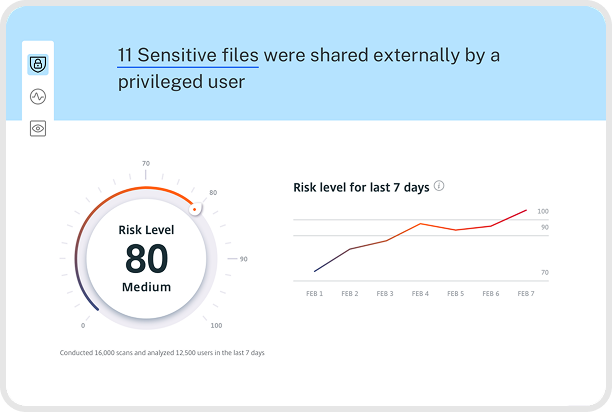 11 Sensitive files were shared externally by a
privileged user
70
80
90
100
0
Risk Level
80
Medium
Conducted 16,000 scans and analyzed 12,500 users in the last 7 days
Risk level for last 7 days i
100
90
70
FEB 1 FEB 2 FEB 3 FEB 4 FEB 5 FEB 6 FEB 7